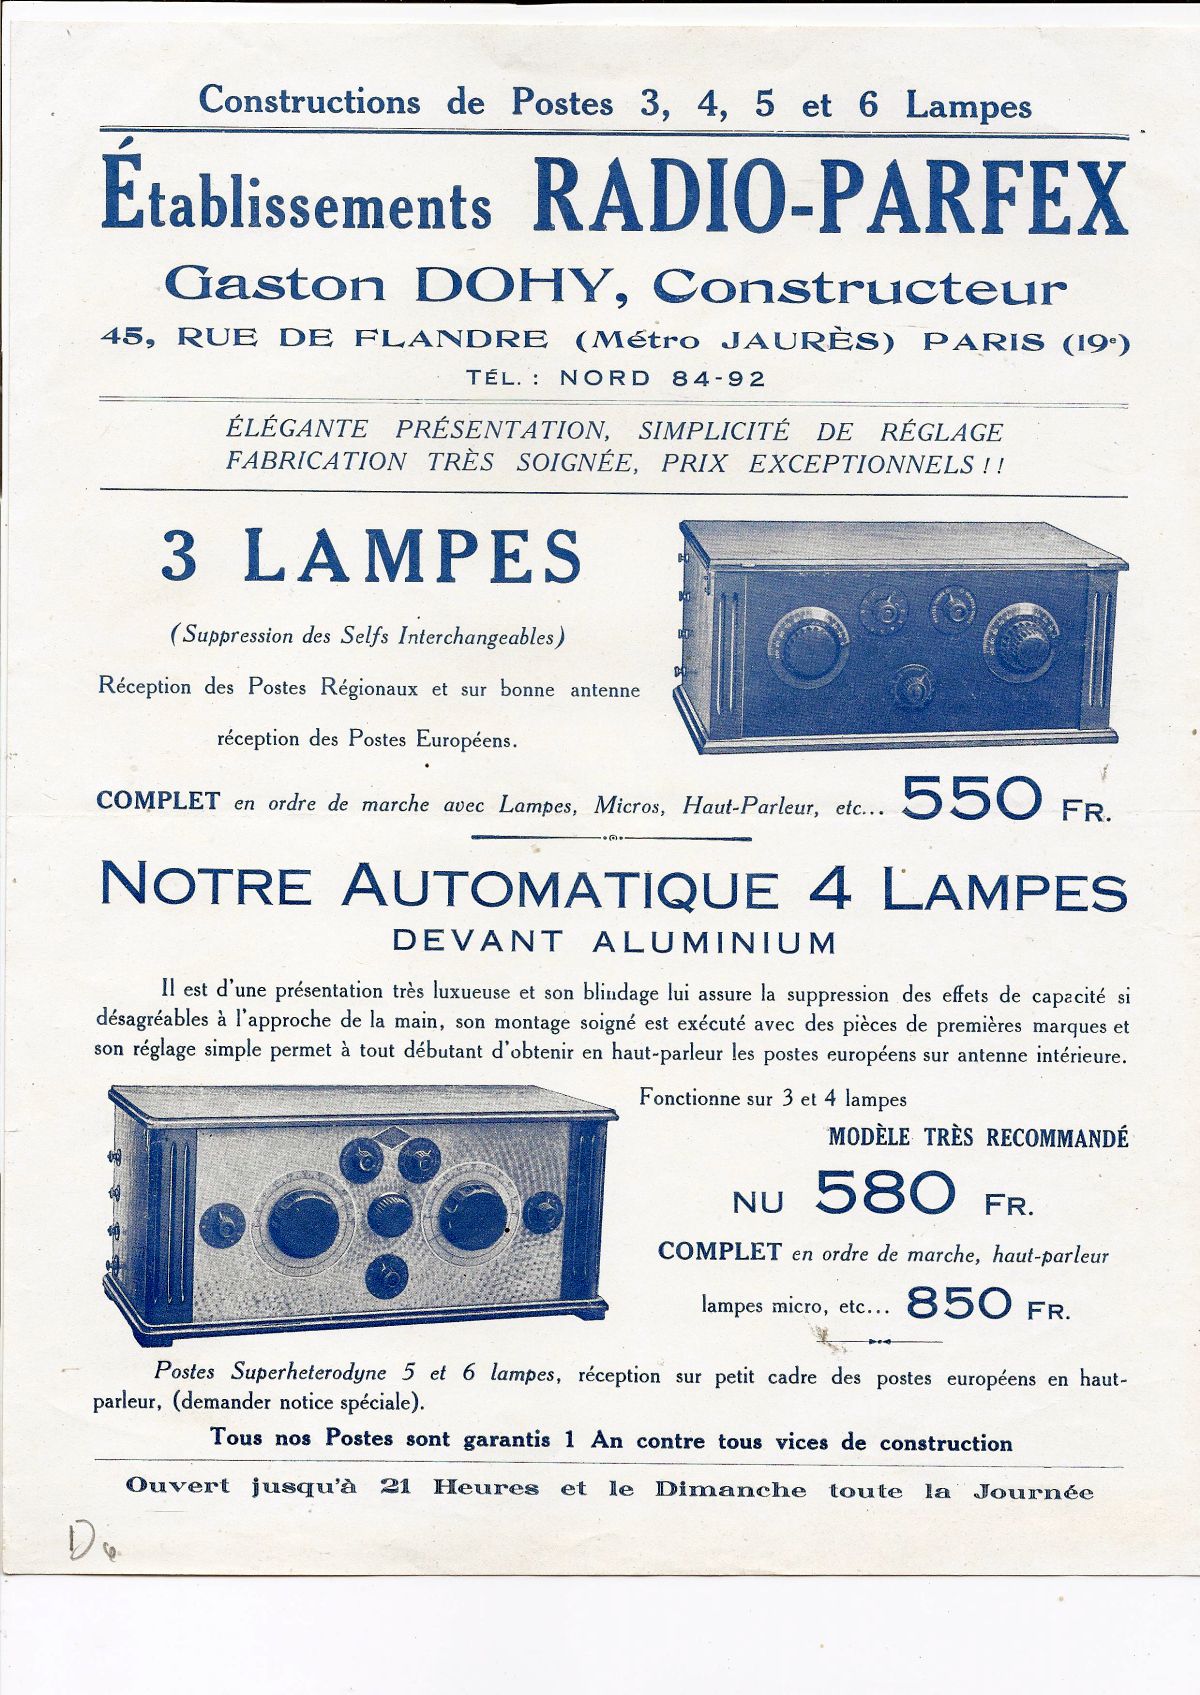 Constructions de Postes 3, 4, 5 et 6 Lampes
Établissements RADIO-PARFEX
Gaston DOHY, Constructeur
45, RUE DE FLANDRE (Métro JAURÈS) PARIS (19e)
TÉL. : NORD 84-92
ÉLÉGANTE PRÉSENTATION, SIMPLICITÉ DE RÉGLAGE
FABRICATION TRÈS SOIGNÉE, PRIX EXCEPTIONNELS !!
3 LAMPES
(Suppression des Selfs Interchangeables)
Réception des Postes Régionaux et sur bonne antenne
réception des Postes Européens.
COMPLET en ordre de marche avec Lampes, Micros, Haut-Parleur, etc... 550 FR.
NOTRE AUTOMATIQUE 4 LAMPES
DEVANT ALUMINIUM
Il est d'une présentation très luxueuse et son blindage lui assure la suppression des effets de capacité si
désagréables à l'approche de la main, son montage soigné est exécuté avec des pièces de premières marques et
son réglage simple permet à tout débutant d'obtenir en haut-parleur les postes européens sur antenne intérieure.
Fonctionne sur 3 et 4 lampes
MODÈLE TRÈS RECOMMANDÉ
NU 580 FR.
COMPLET en ordre de marche, haut-parleur
lampes micro, etc... 850 FR.
Postes Superheterodyne 5 et 6 lampes, réception sur petit cadre des postes européens en haut-
parleur, (demander notice spéciale).
Tous nos Postes sont garantis 1 An contre tous vices de construction
Ouvert jusqu'à 21 Heures et le Dimanche toute la Journée
D6